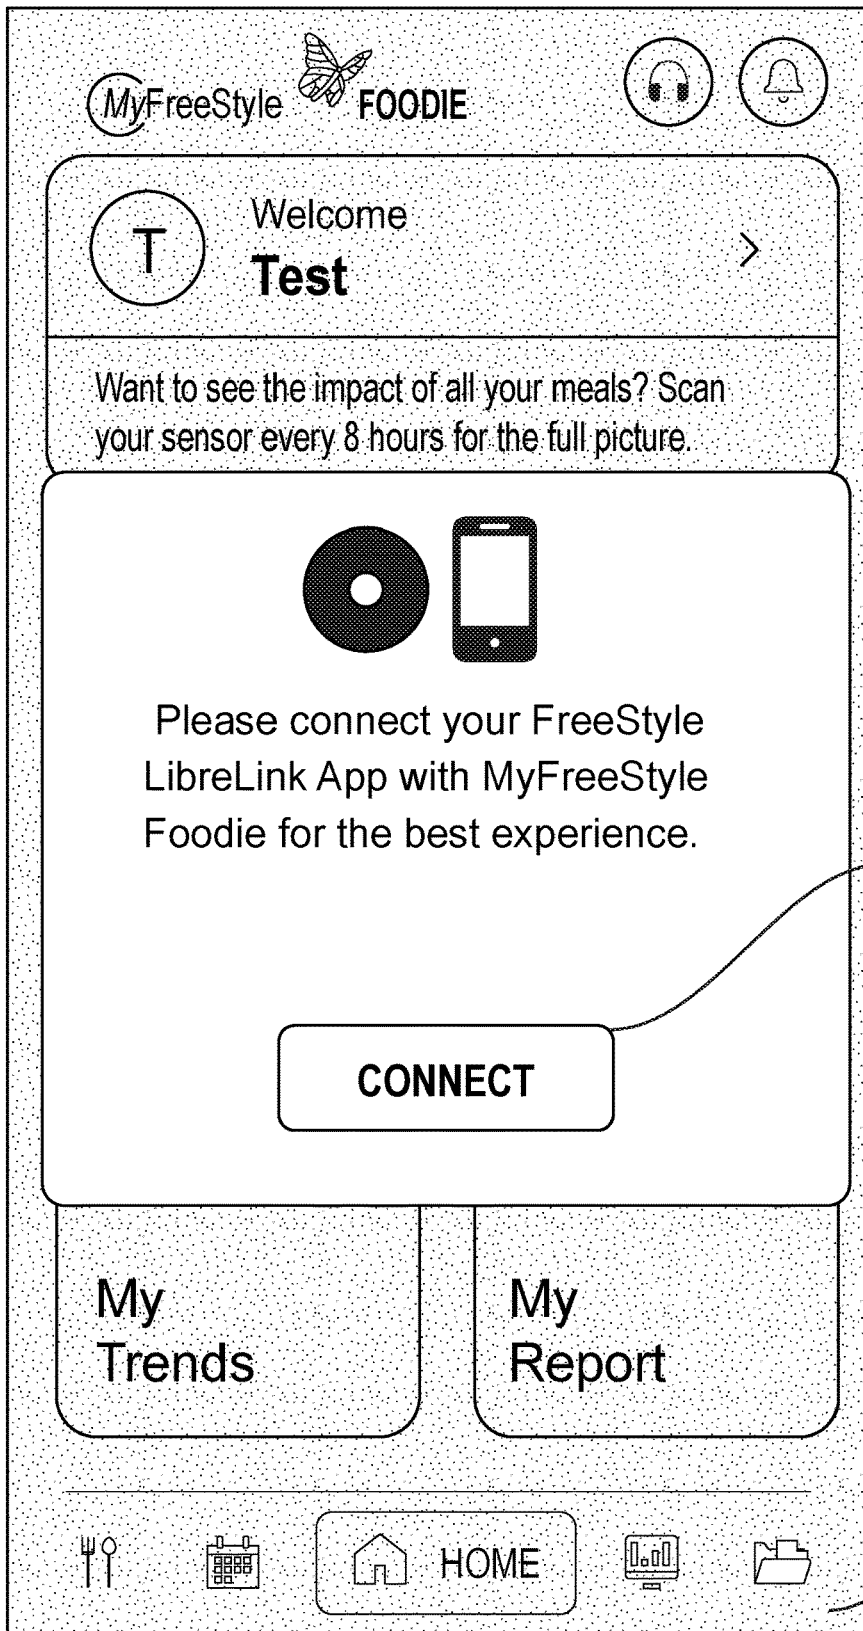 MyFreeStyle FOODIE
T
Welcome
Test
Want to see the impact of all your meals? Scan
your sensor every 8 hours for the full picture.
Please connect your FreeStyle
LibreLink App with MyFreeStyle
Foodie for the best experience.
CONNECT
My
Trends
My
Report
HOME